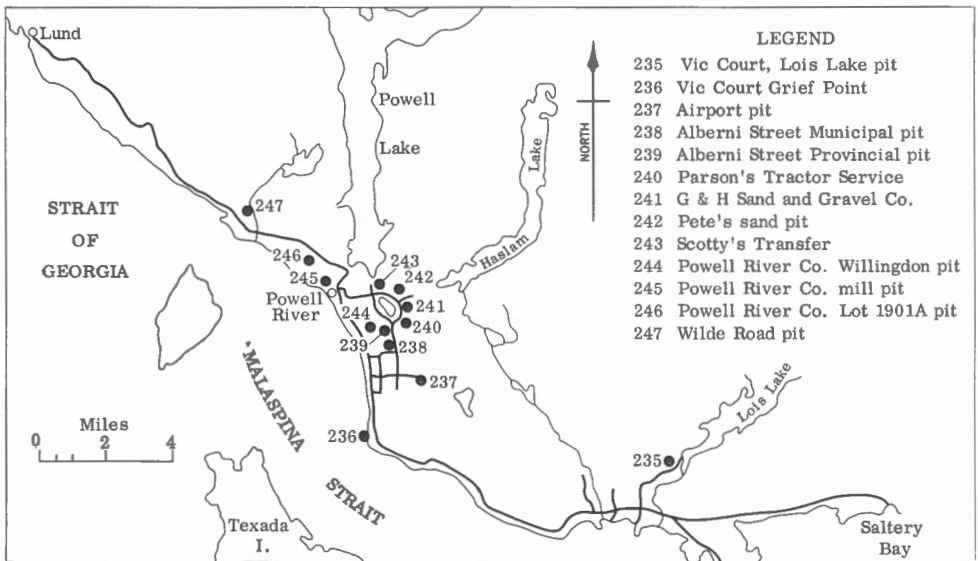 Lund
Powell
Lake
Lake
Haslam
STRAIT
OF
GEORGIA
247
246
245
Powell
River
243
242
241
240
244
239
238
237
236
MALASPINA
STRAIT
Miles
0 2 4
Texada
I.
235
Lois Lake
Saltery
Bay
NORTH
LEGEND
235 Vic Court, Lois Lake pit
236 Vic Court Grief Point
237 Airport pit
238 Alberni Street Municipal pit
239 Alberni Street Provincial pit
240 Parson's Tractor Service
241 G & H Sand and Gravel Co.
242 Pete's sand pit
243 Scotty's Transfer
244 Powell River Co. Willingdon pit
245 Powell River Co. mill pit
246 Powell River Co. Lot 1901A pit
247 Wilde Road pit